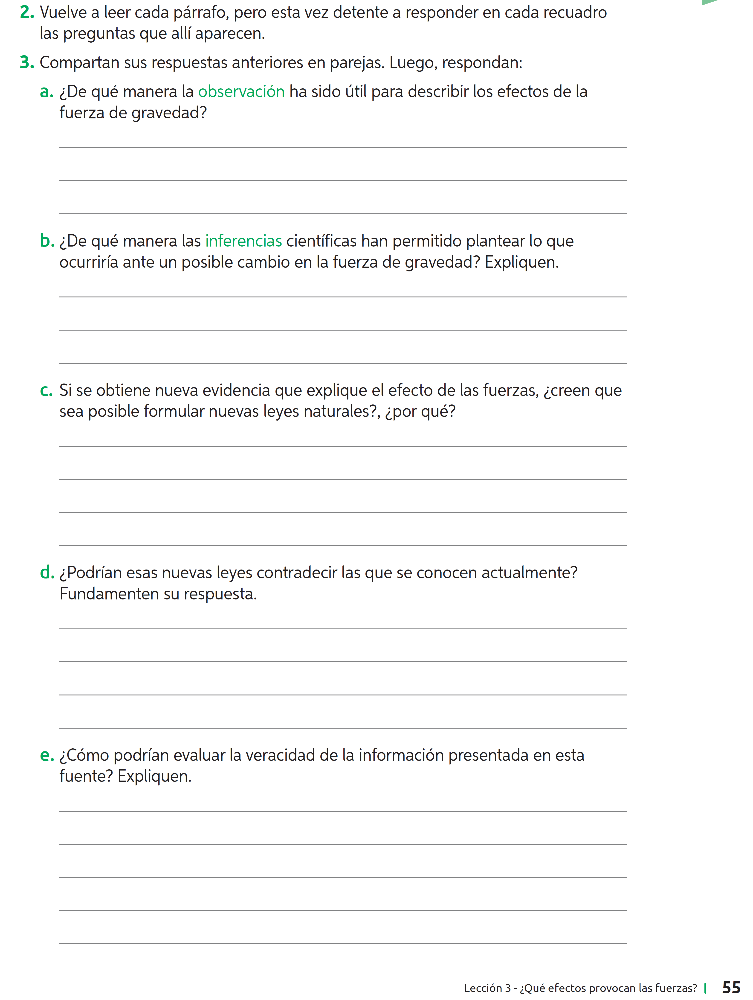 2. Vuelve a leer cada párrafo, pero esta vez detente a responder en cada recuadro
las preguntas que allí aparecen.
3. Compartan sus respuestas anteriores en parejas. Luego, respondan:
a. ¿De qué manera la observación ha sido útil para describir los efectos de la
fuerza de gravedad?
b. ¿De qué manera las inferencias científicas han permitido plantear lo que
ocurriría ante un posible cambio en la fuerza de gravedad? Expliquen.
c. Si se obtiene nueva evidencia que explique el efecto de las fuerzas, ¿creen que
sea posible formular nuevas leyes naturales?, ¿por qué?
d. ¿Podrían esas nuevas leyes contradecir las que se conocen actualmente?
Fundamenten su respuesta.
e. ¿Cómo podrían evaluar la veracidad de la información presentada en esta
fuente? Expliquen.
Lección 3 - ¿Qué efectos provocan las fuerzas? | 55